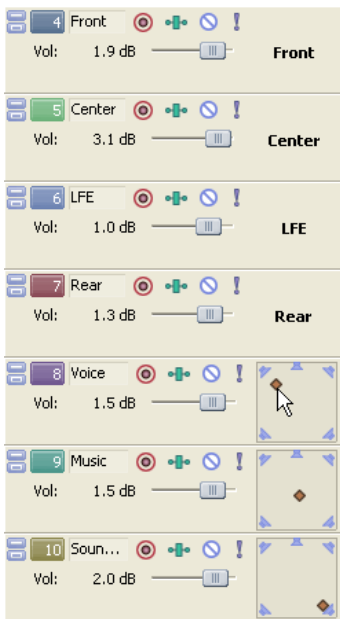 4 Front
Vol: 1.9 dB Front
5 Center
Vol: 3.1 dB Center
6 LFE
Vol: 1.0 dB LFE
7 Rear
Vol: 1.3 dB Rear
8 Voice
Vol: 1.5 dB
9 Music
Vol: 1.5 dB
10 Soun...
Vol: 2.0 dB